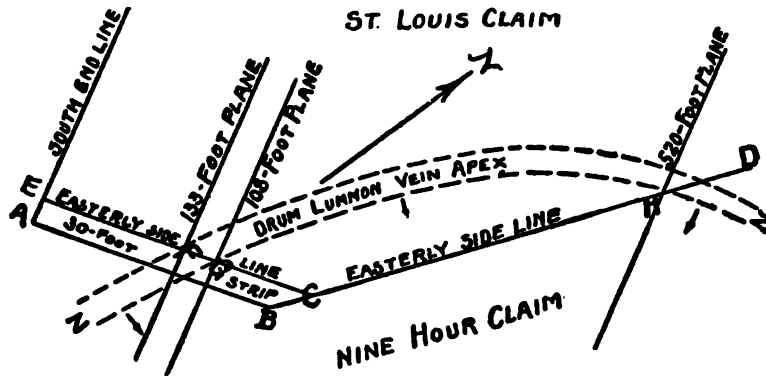 ST. LOUIS CLAIM
SOUTH END LINE
133-FOOT PLANE
108-FOOT PLANE
520-FOOT PLANE
DRUM LUMMON VEIN APEX
E
A
EASTERLY SIDE LINE
30-FOOT STRIP
B
C
EASTERLY SIDE LINE
D
NINE HOUR CLAIM